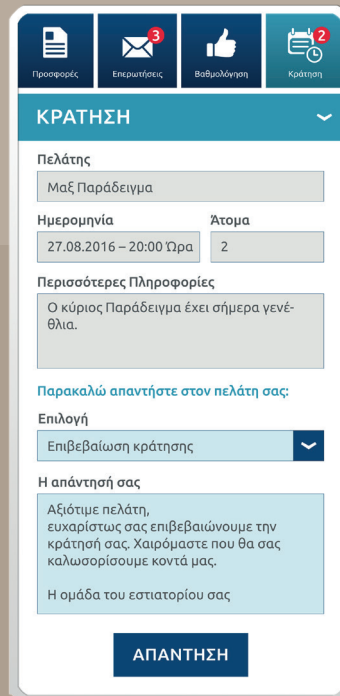 3 2
Προσφορές Επερωτήσεις Βαθμολόγηση Κράτηση
ΚΡΑΤΗΣΗ
Πελάτης
Μαξ Παράδειγμα
Ημερομηνία Άτομα
27.08.2016 – 20:00 Ώρα 2
Περισσότερες Πληροφορίες
Ο κύριος Παράδειγμα έχει σήμερα γενέ-
θλια.
Παρακαλώ απαντήστε στον πελάτη σας:
Επιλογή
Επιβεβαίωση κράτησης
Η απάντησή σας
Αξιότιμε πελάτη,
ευχαρίστως σας επιβεβαιώνουμε την
κράτησή σας. Χαιρόμαστε που θα σας
καλωσορίσουμε κοντά μας.
Η ομάδα του εστιατορίου σας
ΑΠΑΝΤΗΣΗ